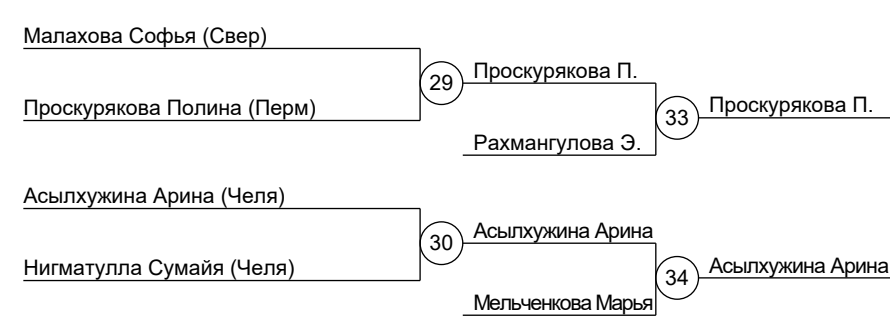 Малахова Софья (Свер)
29
Проскурякова П.
Проскурякова Полина (Перм)
33
Проскурякова П.
Рахмангулова Э.
Асылхужина Арина (Челя)
30
Асылхужина Арина
Нигматулла Сумайя (Челя)
34
Асылхужина Арина
Мельченкова Марья